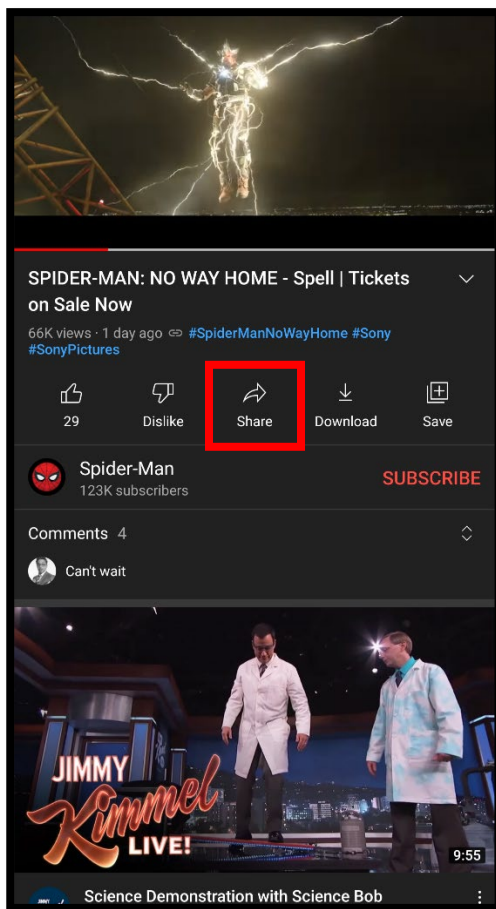 SPIDER-MAN: NO WAY HOME - Spell | Tickets
on Sale Now
66K views · 1 day ago #SpiderManNoWayHome #Sony
#SonyPictures
29 Dislike Share Download Save
Spider-Man SUBSCRIBE
123K subscribers
Comments 4
Can't wait
JIMMY
Kimmel
LIVE!
9:55
Science Demonstration with Science Bob